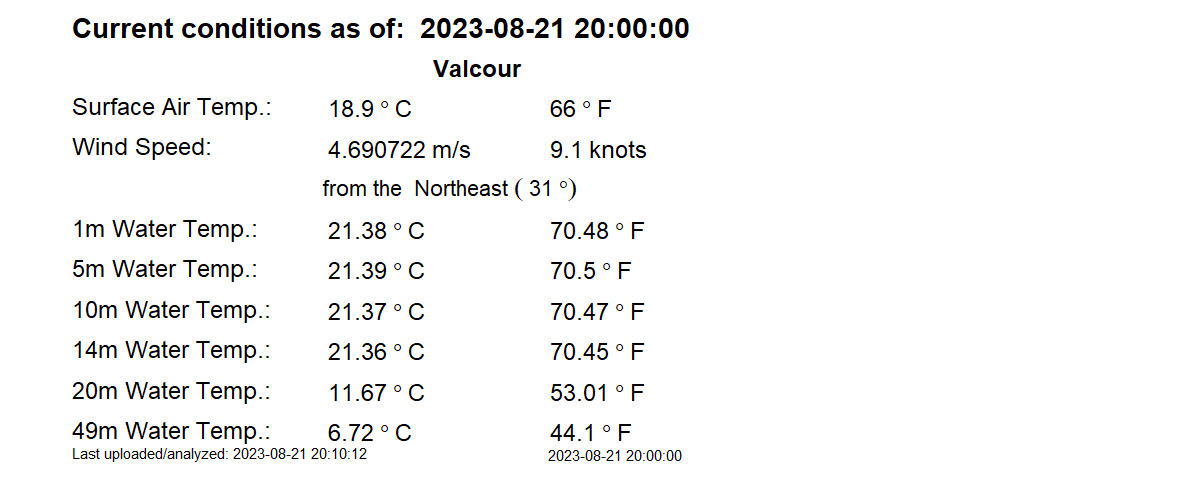 Current conditions as of: 2023-08-21 20:00:00
Valcour
Surface Air Temp.: 18.9 ° C 66 ° F
Wind Speed: 4.690722 m/s 9.1 knots
from the Northeast ( 31 °)
1m Water Temp.: 21.38 ° C 70.48 ° F
5m Water Temp.: 21.39 ° C 70.5 ° F
10m Water Temp.: 21.37 ° C 70.47 ° F
14m Water Temp.: 21.36 ° C 70.45 ° F
20m Water Temp.: 11.67 ° C 53.01 ° F
49m Water Temp.: 6.72 ° C 44.1 ° F
Last uploaded/analyzed: 2023-08-21 20:10:12 2023-08-21 20:00:00